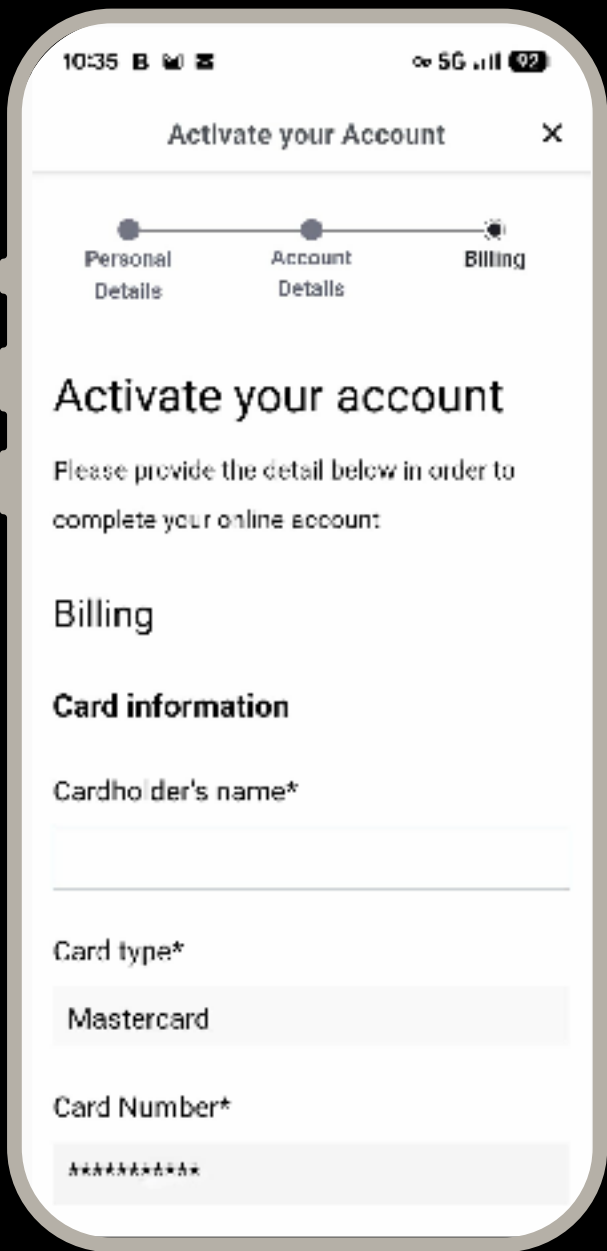 10:35 B
5G 92
Activate your Account ×
Personal Details
Account Details
Billing
Activate your account
Please provide the detail below in order to
complete your online account
Billing
Card information
Cardholder's name*
Card type*
Mastercard
Card Number*
***********